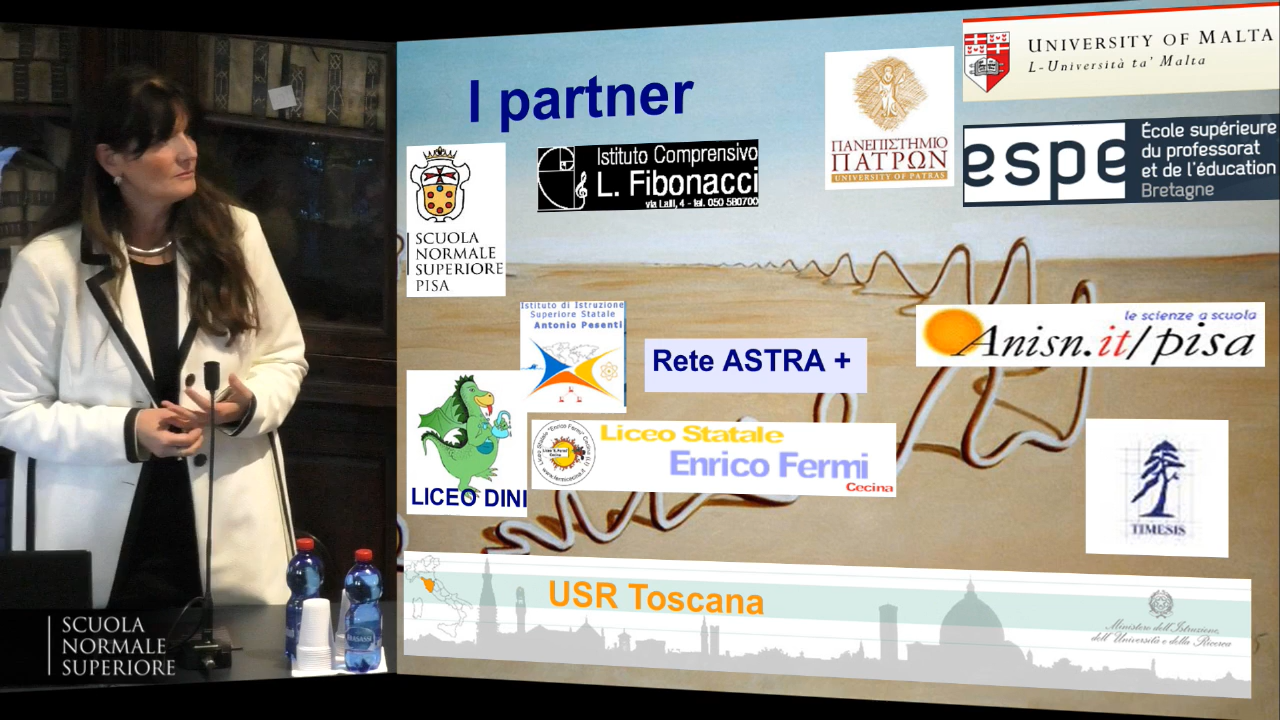 I partner
UNIVERSITY OF MALTA
L-Università ta' Malta
ΠΑΝΕΠΙΣΤΗΜΙΟ
ΠΑΤΡΩΝ
UNIVERSITY OF PATRAS
espe
École supérieure
du professorat
et de l'éducation
Bretagne
Istituto Comprensivo
L. Fibonacci
via Lalli, 4 - tel. 050 580700
SCUOLA
NORMALE
SUPERIORE
PISA
Istituto di Istruzione
Superiore Statale
Antonio Pesenti
Rete ASTRA +
le scienze a scuola
Anisn.it/pisa
LICEO DINI
Liceo Statale
Enrico Fermi
Cecina
TIMESIS
USR Toscana
Ministero dell'Istruzione,
dell'Università e della Ricerca
SCUOLA
NORMALE
SUPERIORE